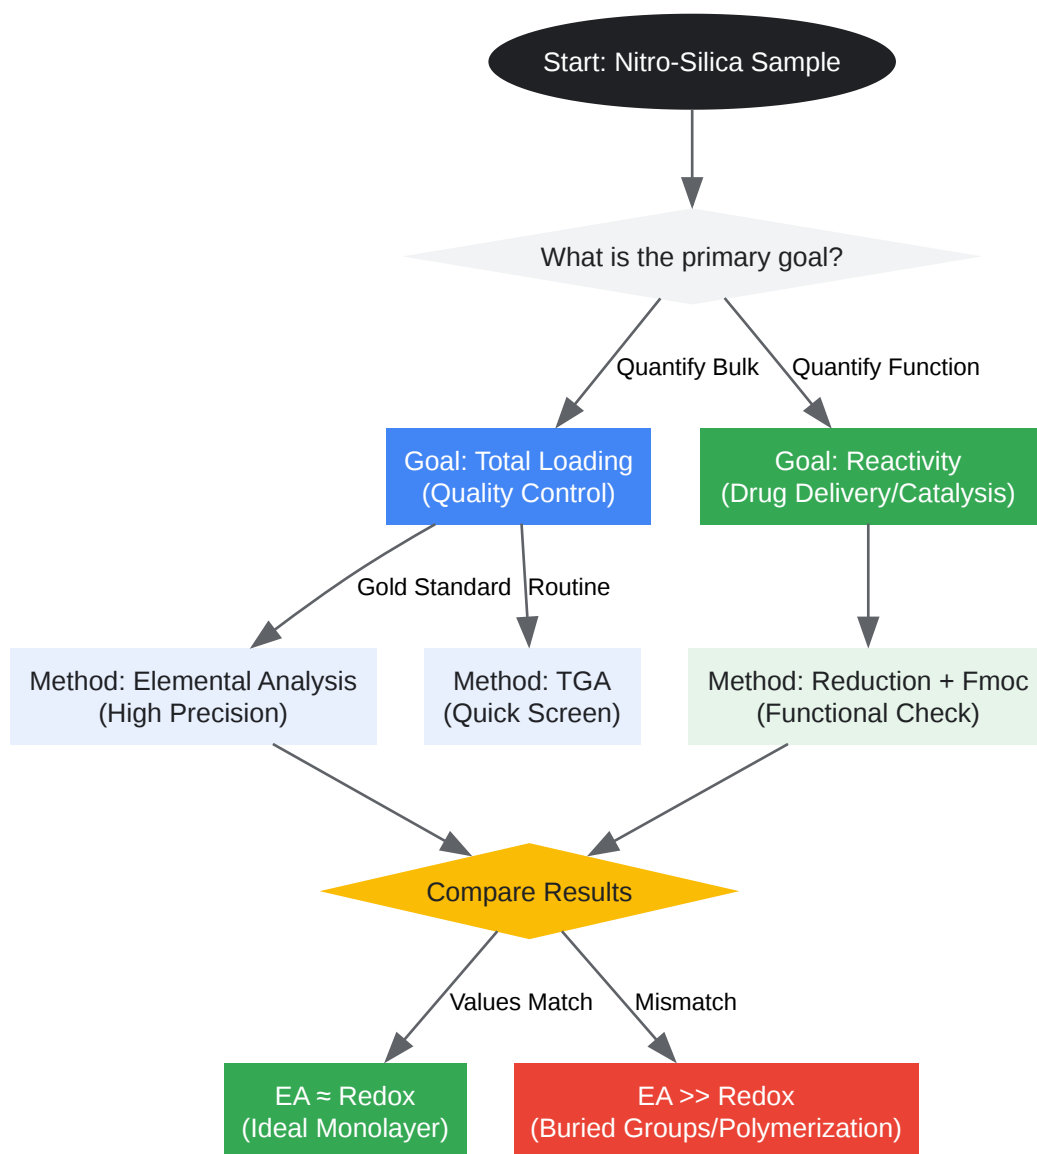 Start: Nitro-Silica Sample
What is the primary goal?
Quantify Bulk
Quantify Function
Goal: Total Loading
(Quality Control)
Goal: Reactivity
(Drug Delivery/Catalysis)
Gold Standard
Routine
Method: Elemental Analysis
(High Precision)
Method: TGA
(Quick Screen)
Method: Reduction + Fmoc
(Functional Check)
Compare Results
Values Match
Mismatch
EA ≈ Redox
(Ideal Monolayer)
EA >> Redox
(Buried Groups/Polymerization)